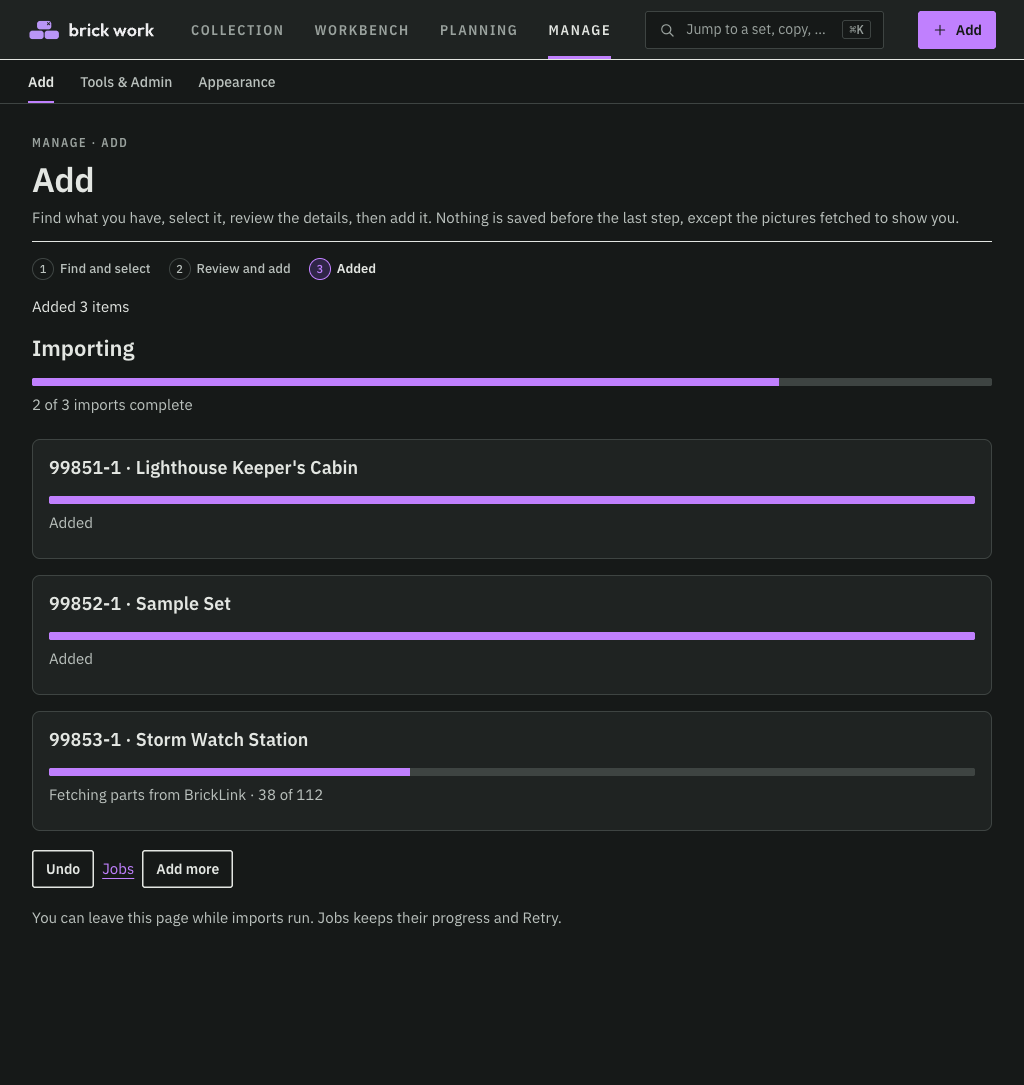 brick work
COLLECTION
WORKBENCH
PLANNING
MANAGE
Jump to a set, copy, ...
⌘K
+ Add
Add
Tools & Admin
Appearance
MANAGE · ADD
Add
Find what you have, select it, review the details, then add it. Nothing is saved before the last step, except the pictures fetched to show you.
1 Find and select
2 Review and add
3 Added
Added 3 items
Importing
2 of 3 imports complete
99851-1 · Lighthouse Keeper's Cabin
Added
99852-1 · Sample Set
Added
99853-1 · Storm Watch Station
Fetching parts from BrickLink · 38 of 112
Undo
Jobs
Add more
You can leave this page while imports run. Jobs keeps their progress and Retry.